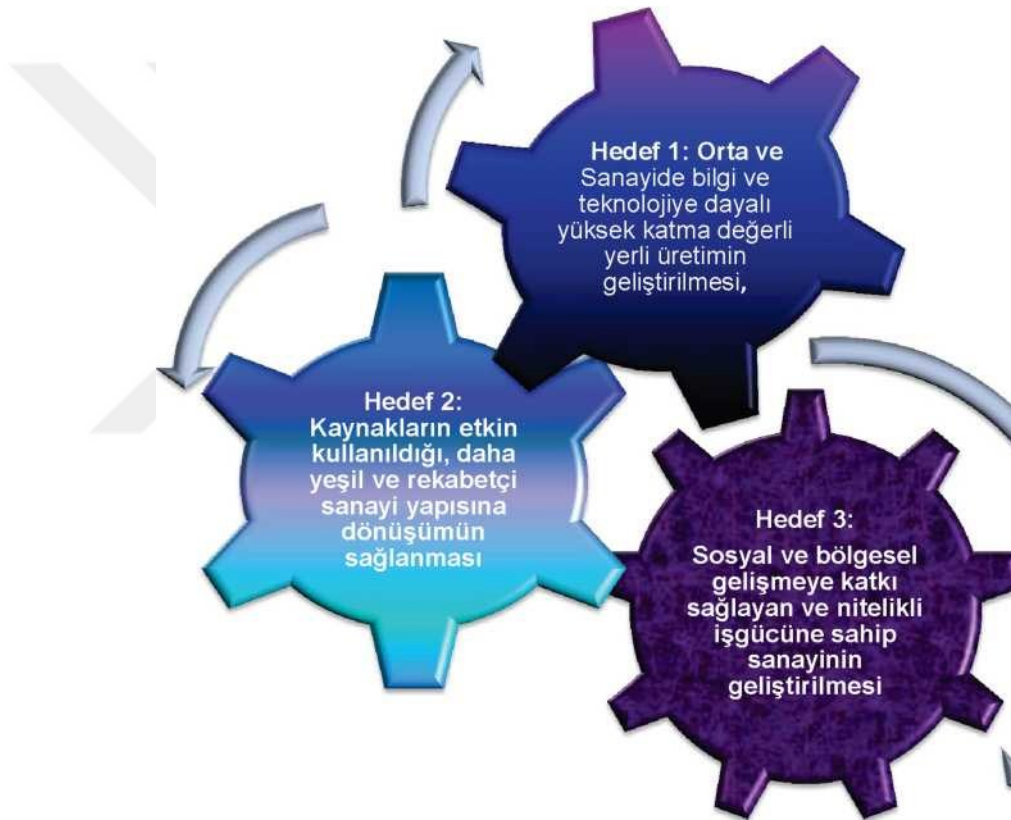 Hedef 1: Orta ve
Sanayide bilgi ve
teknolojiye dayalı
yüksek katma değerli
yerli üretimin
geliştirilmesi,
Hedef 2:
Kaynakların etkin
kullanıldığı, daha
yeşil ve rekabetçi
sanayi yapısına
dönüşümün
sağlanması
Hedef 3:
Sosyal ve bölgesel
gelişmeye katkı
sağlayan ve nitelikli
işgücüne sahip
sanayinin
geliştirilmesi